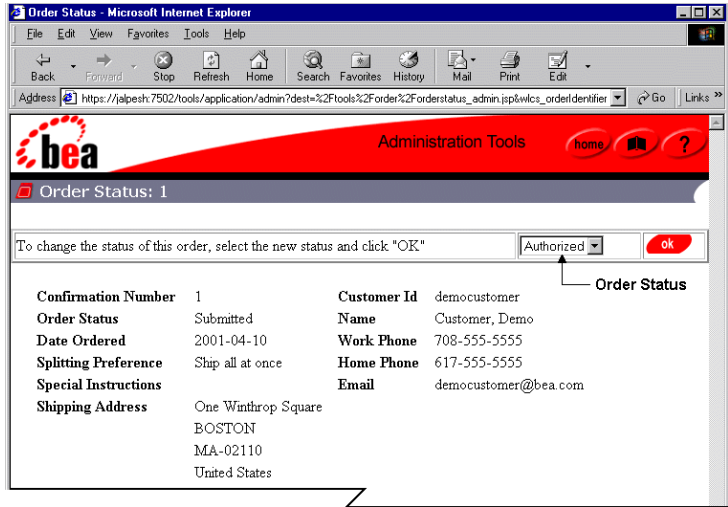 Order Status - Microsoft Internet Explorer
File Edit View Favorites Tools Help
Back Forward Stop Refresh Home Search Favorites History Mail Print Edit
Address https://jalpesh:7502/tools/application/admin?dest=%2Ftools%2Forder%2Forderstatus_admin.jsp&wlcs_orderIdentifier Go Links »
bea Administration Tools home ?
Order Status: 1
To change the status of this order, select the new status and click "OK" Authorized ok
Order Status
Confirmation Number 1 Customer Id democustomer
Order Status Submitted Name Customer, Demo
Date Ordered 2001-04-10 Work Phone 708-555-5555
Splitting Preference Ship all at once Home Phone 617-555-5555
Special Instructions Email democustomer@bea.com
Shipping Address One Winthrop Square
BOSTON
MA-02110
United States